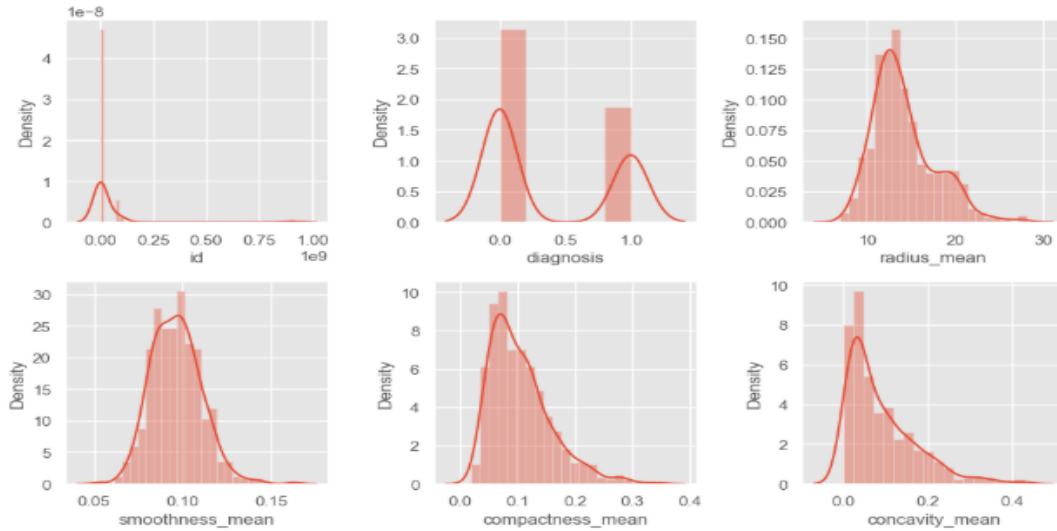 1e-8
4
3
2
1
0
Density
0.00 0.25 0.50 0.75 1.00
id
1e9
3.0
2.5
2.0
1.5
1.0
0.5
0.0
Density
0.0 0.5 1.0
diagnosis
0.150
0.125
0.100
0.075
0.050
0.025
0.000
Density
10 20 30
radius_mean
30
25
20
15
10
5
0
Density
0.05 0.10 0.15
smoothness_mean
10
8
6
4
2
0
Density
0.0 0.1 0.2 0.3 0.4
compactness_mean
10
8
6
4
2
0
Density
0.0 0.2 0.4
concavity_mean